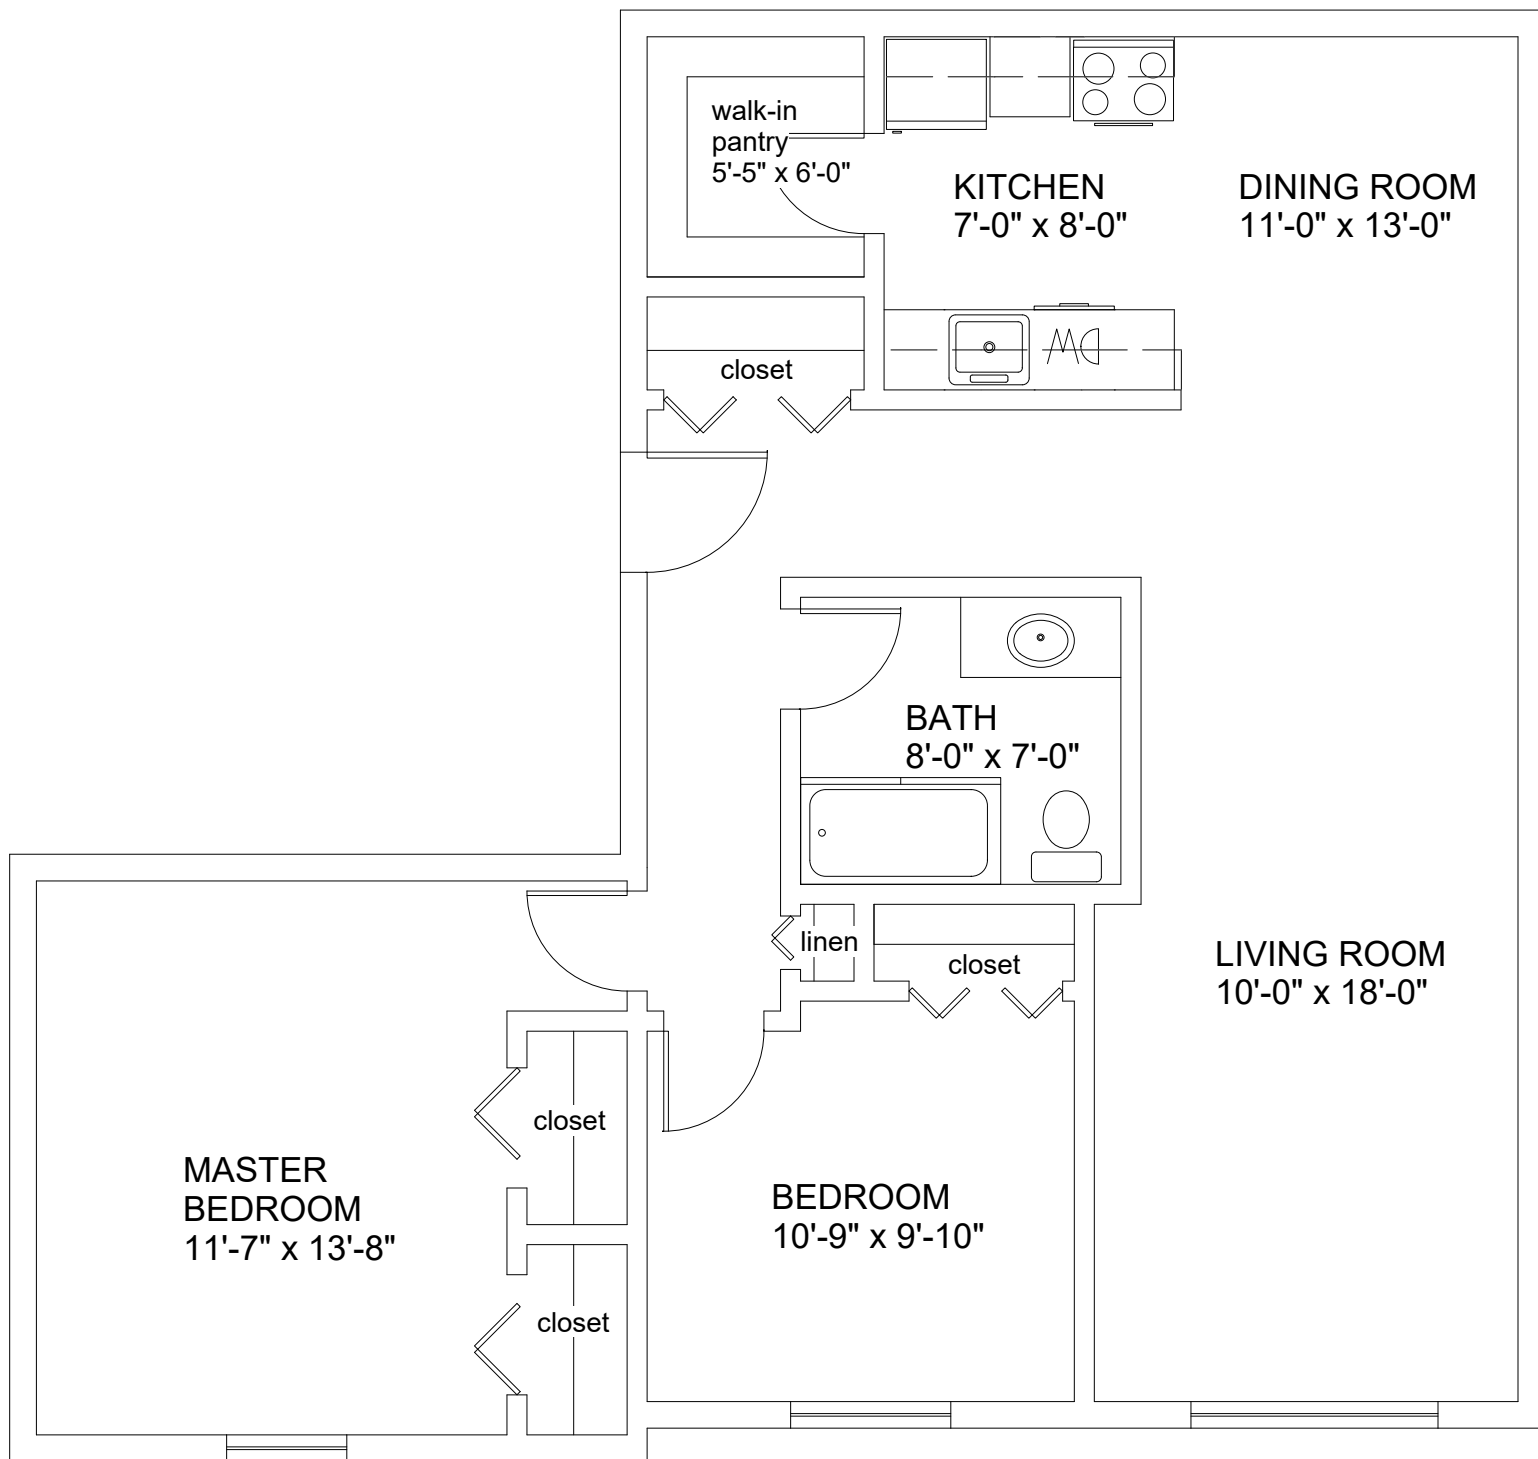 walk-in
pantry
5'-5" x 6'-0"
KITCHEN
7'-0" x 8'-0"
DINING ROOM
11'-0" x 13'-0"
closet
DW
BATH
8'-0" x 7'-0"
linen
closet
LIVING ROOM
10'-0" x 18'-0"
closet
MASTER
BEDROOM
11'-7" x 13'-8"
BEDROOM
10'-9" x 9'-10"
closet